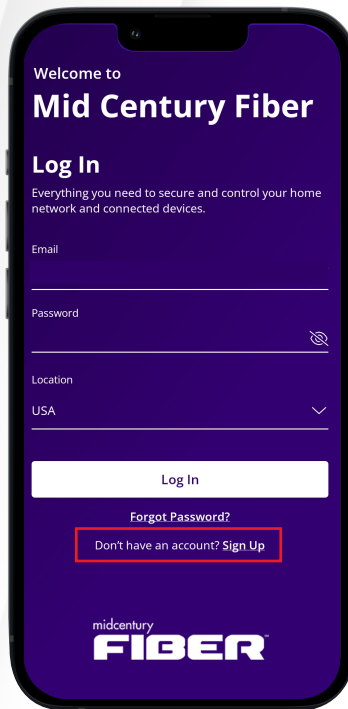 Welcome to
Mid Century Fiber
Log In
Everything you need to secure and control your home
network and connected devices.
Email
Password
Location
USA
Log In
Forgot Password?
Don't have an account? Sign Up
midcentury
FIBER